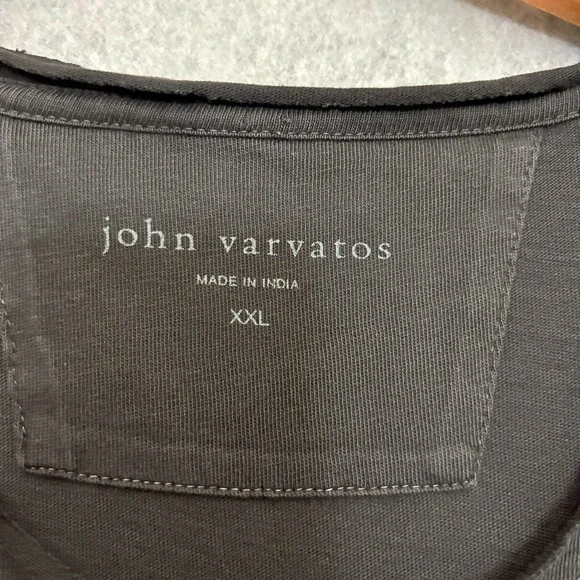 john varvatos
MADE IN INDIA
XXL